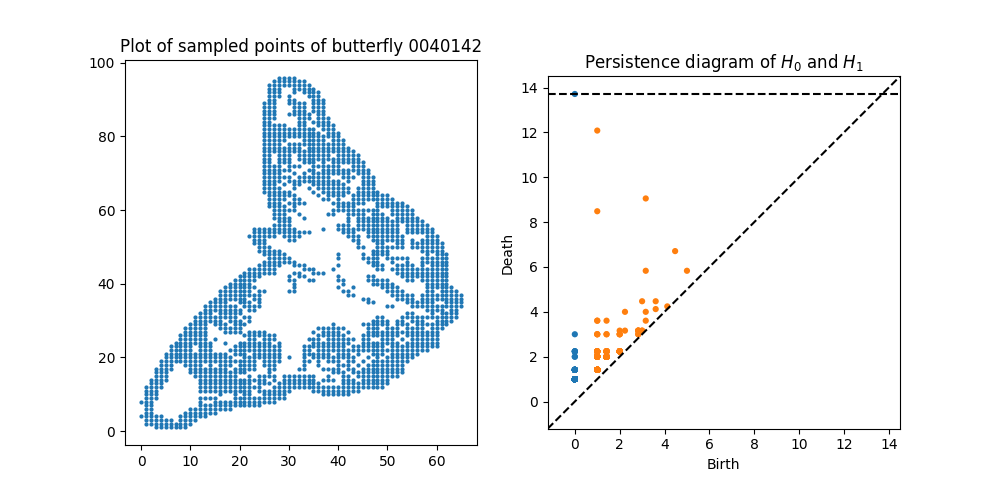 Plot of sampled points of butterfly 0040142
100
80
60
40
20
0
0 10 20 30 40 50 60
Persistence diagram of H₀ and H₁
14
12
10
8
6
4
2
0
Death
0 2 4 6 8 10 12 14
Birth